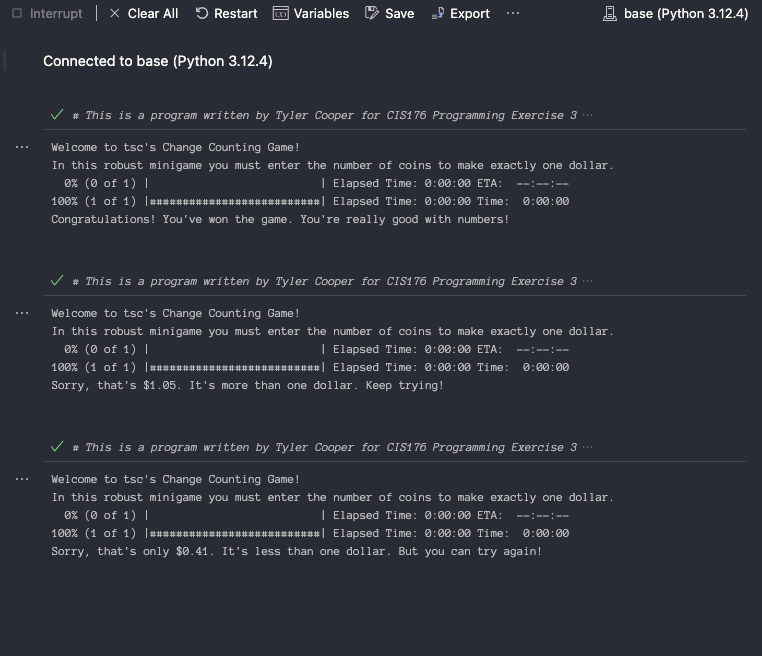 Interrupt | Clear All Restart Variables Save Export ··· base (Python 3.12.4)
Connected to base (Python 3.12.4)
# This is a program written by Tyler Cooper for CIS176 Programming Exercise 3 ···
Welcome to tsc's Change Counting Game!
In this robust minigame you must enter the number of coins to make exactly one dollar.
0% (0 of 1) |                          | Elapsed Time: 0:00:00 ETA:  --:--:--
100% (1 of 1) |##########################| Elapsed Time: 0:00:00 Time:  0:00:00
Congratulations! You've won the game. You're really good with numbers!
# This is a program written by Tyler Cooper for CIS176 Programming Exercise 3 ···
Welcome to tsc's Change Counting Game!
In this robust minigame you must enter the number of coins to make exactly one dollar.
0% (0 of 1) |                          | Elapsed Time: 0:00:00 ETA:  --:--:--
100% (1 of 1) |##########################| Elapsed Time: 0:00:00 Time:  0:00:00
Sorry, that's $1.05. It's more than one dollar. Keep trying!
# This is a program written by Tyler Cooper for CIS176 Programming Exercise 3 ···
Welcome to tsc's Change Counting Game!
In this robust minigame you must enter the number of coins to make exactly one dollar.
0% (0 of 1) |                          | Elapsed Time: 0:00:00 ETA:  --:--:--
100% (1 of 1) |##########################| Elapsed Time: 0:00:00 Time:  0:00:00
Sorry, that's only $0.41. It's less than one dollar. But you can try again!